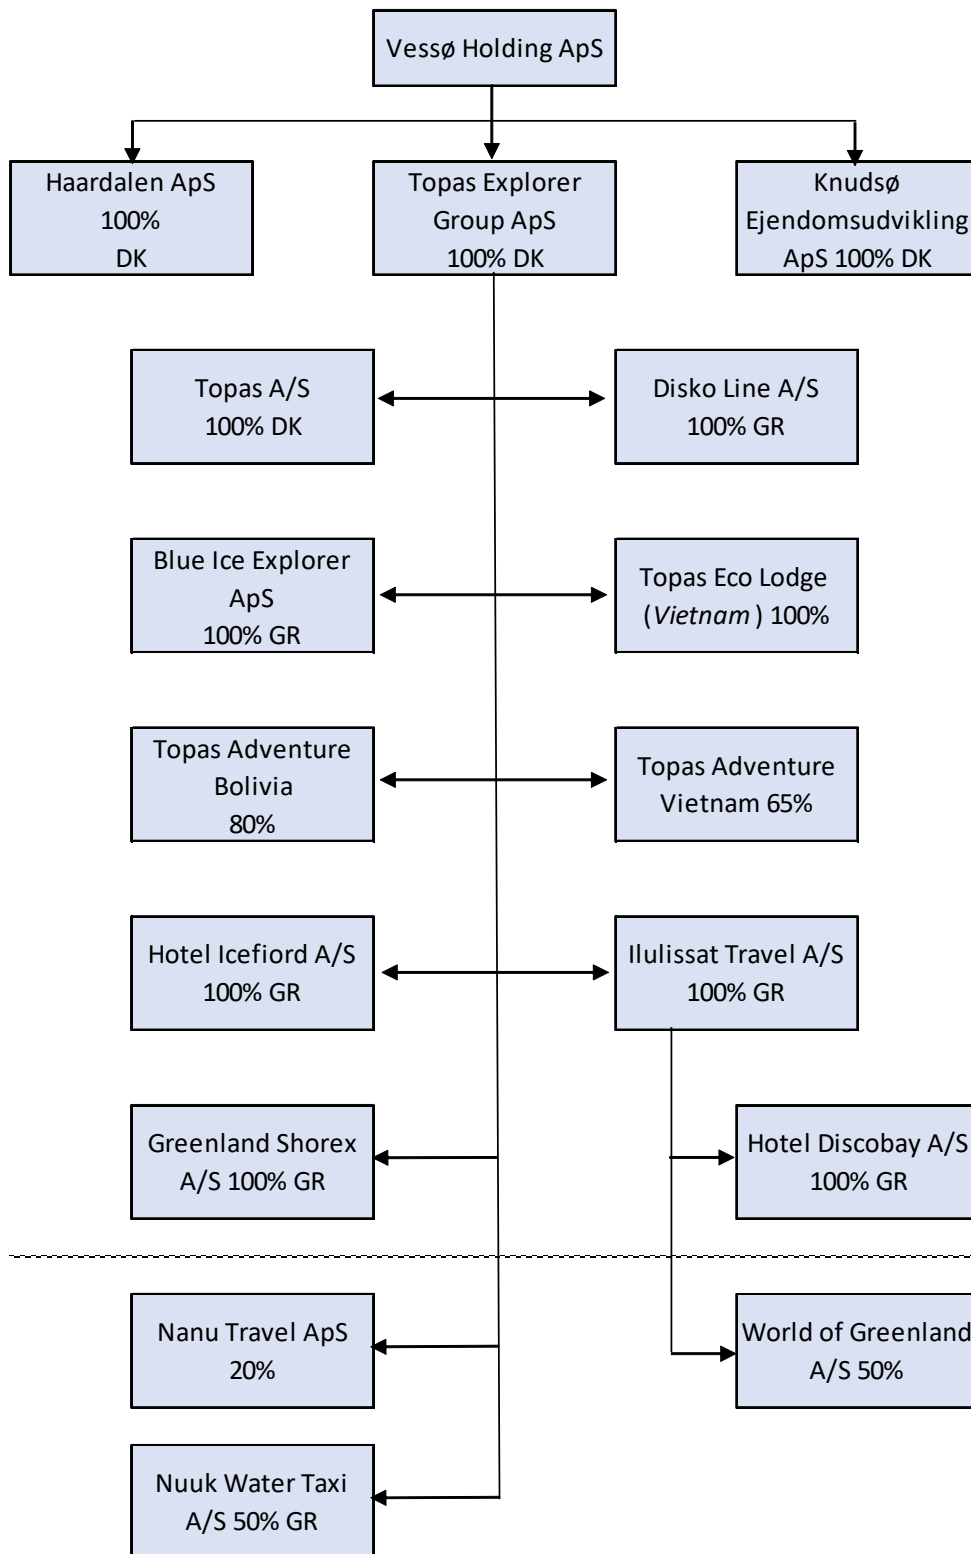 Vessø Holding ApS
Haardalen ApS
100%
DK
Topas Explorer
Group ApS
100% DK
Knudsø
Ejendomsudvikling
ApS 100% DK
Topas A/S
100% DK
Disko Line A/S
100% GR
Blue Ice Explorer
ApS
100% GR
Topas Eco Lodge
(Vietnam ) 100%
Topas Adventure
Bolivia
80%
Topas Adventure
Vietnam 65%
Hotel Icefiord A/S
100% GR
Ilulissat Travel A/S
100% GR
Greenland Shorex
A/S 100% GR
Hotel Discobay A/S
100% GR
Nanu Travel ApS
20%
World of Greenland
A/S 50%
Nuuk Water Taxi
A/S 50% GR